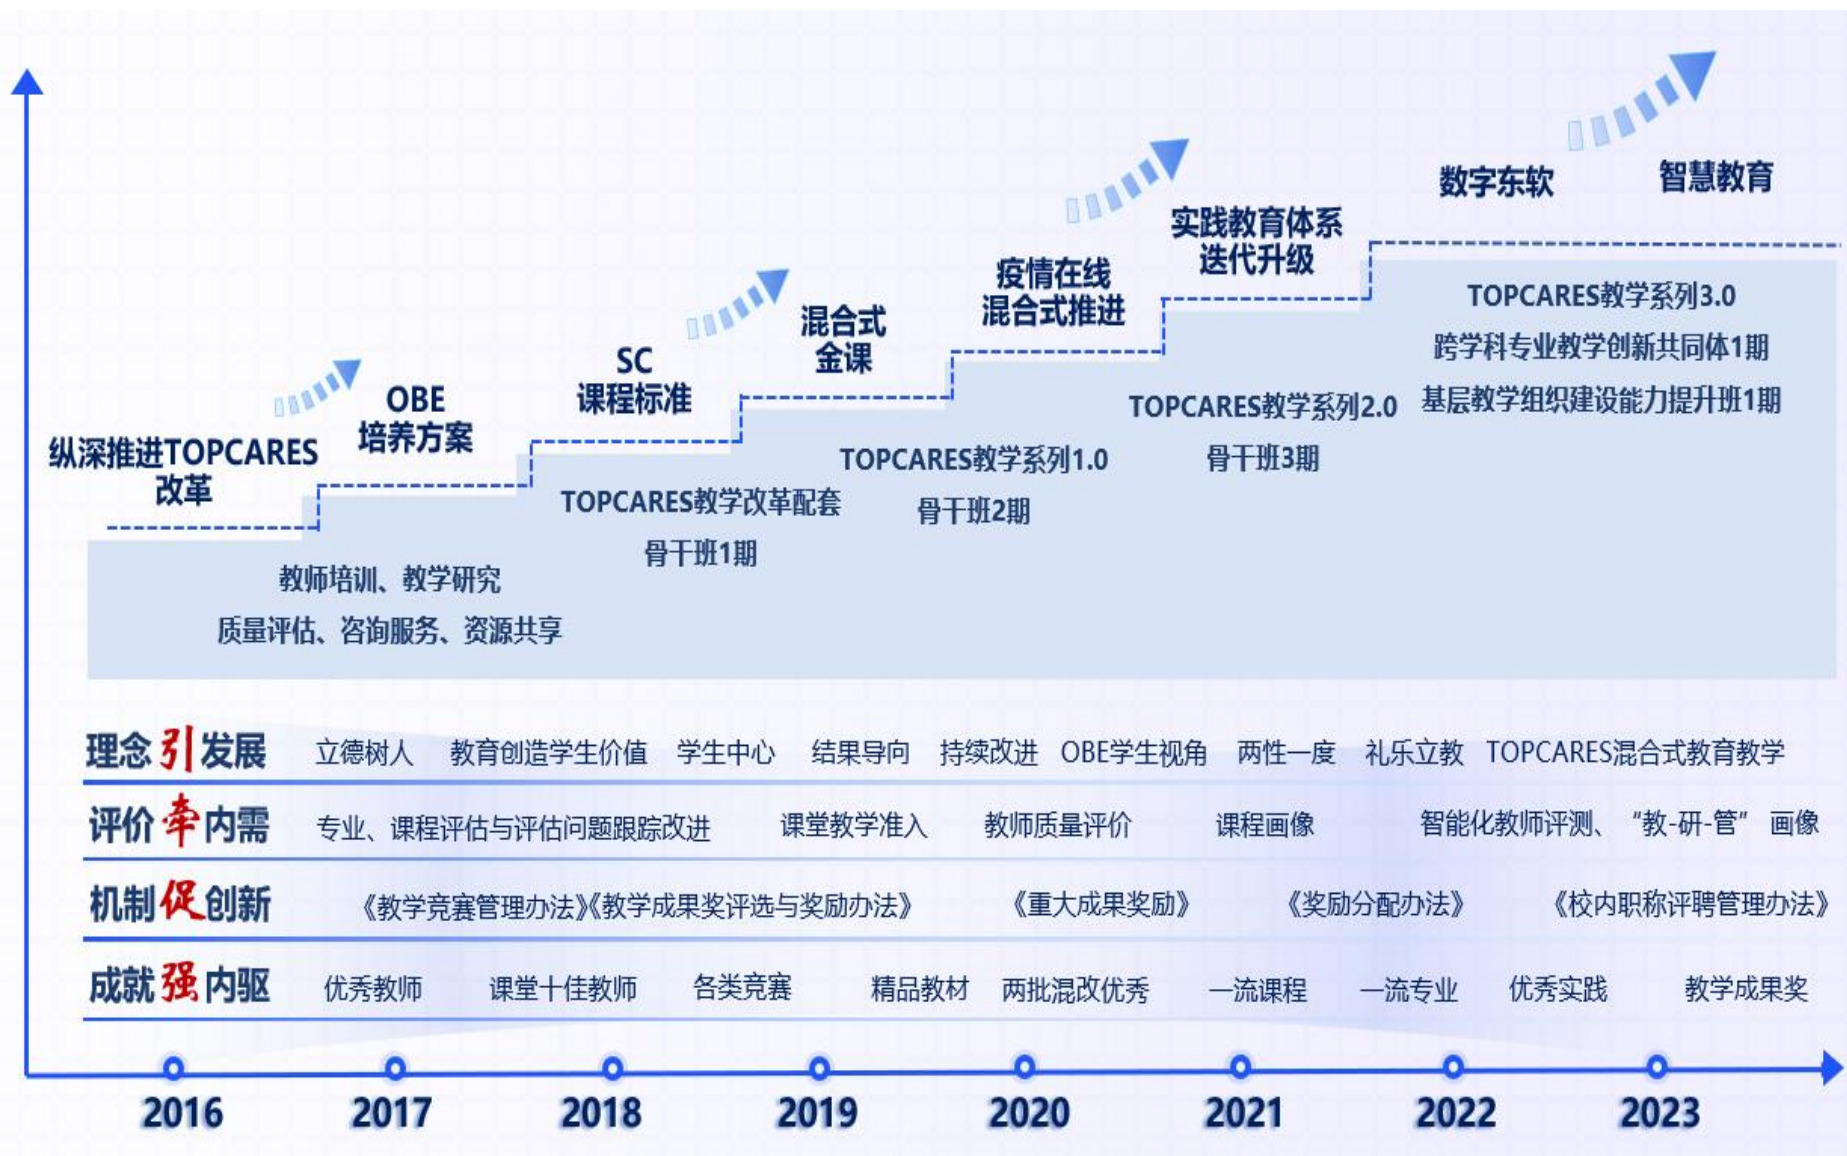 数字东软
智慧教育
实践教育体系
迭代升级
疫情在线
混合式推进
混合式
金课
SC
课程标准
OBE
培养方案
纵深推进TOPCARES
改革
TOPCARES教学系列3.0
跨学科专业教学创新共同体1期
基层教学组织建设能力提升班1期
TOPCARES教学系列2.0
骨干班3期
TOPCARES教学系列1.0
骨干班2期
TOPCARES教学改革配套
骨干班1期
教师培训、教学研究
质量评估、咨询服务、资源共享
理念引发展 立德树人 教育创造学生价值 学生中心 结果导向 持续改进 OBE学生视角 两性一度 礼乐立教 TOPCARES混合式教育教学
评价牵内需 专业、课程评估与评估问题跟踪改进 课堂教学准入 教师质量评价 课程画像 智能化教师评测、“教-研-管” 画像
机制促创新 《教学竞赛管理办法》《教学成果奖评选与奖励办法》 《重大成果奖励》 《奖励分配办法》 《校内职称评聘管理办法》
成就强内驱 优秀教师 课堂十佳教师 各类竞赛 精品教材 两批混改优秀 一流课程 一流专业 优秀实践 教学成果奖
2016 2017 2018 2019 2020 2021 2022 2023